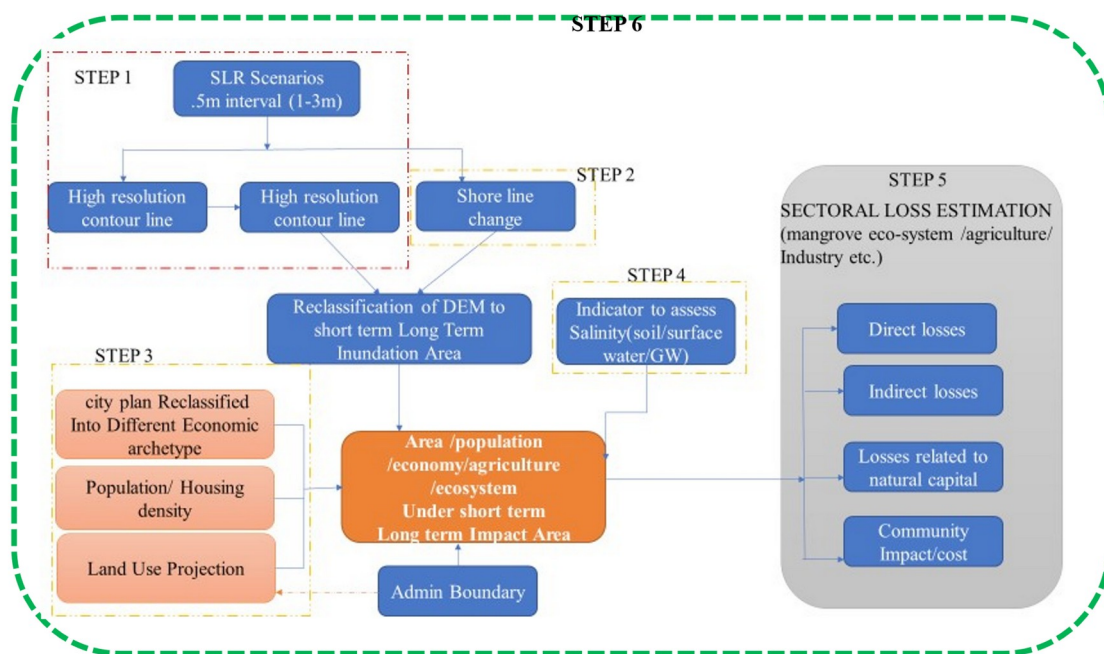 STEP 6
STEP 1
SLR Scenarios
.5m interval (1-3m)
High resolution
contour line
High resolution
contour line
STEP 2
Shore line
change
Reclassification of DEM to
short term Long Term
Inundation Area
STEP 4
Indicator to assess
Salinity(soil/surface
water/GW)
STEP 3
city plan Reclassified
Into Different Economic
archetype
Population/ Housing
density
Land Use Projection
Area /population
/economy/agriculture
/ecosystem
Under short term
Long term Impact Area
Admin Boundary
STEP 5
SECTORAL LOSS ESTIMATION
(mangrove eco-system /agriculture/
Industry etc.)
Direct losses
Indirect losses
Losses related to
natural capital
Community
Impact/cost